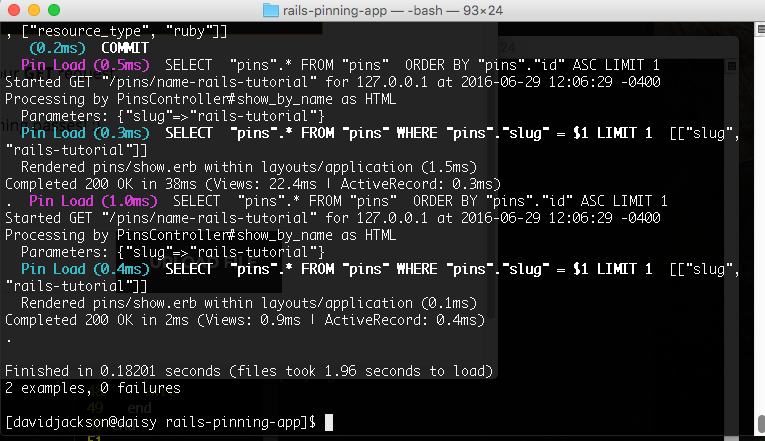 rails-pinning-app — -bash — 93×24
, ["resource_type", "ruby"]]
(0.2ms) COMMIT
Pin Load (0.5ms) SELECT "pins".* FROM "pins" ORDER BY "pins"."id" ASC LIMIT 1
Started GET "/pins/name-rails-tutorial" for 127.0.0.1 at 2016-06-29 12:06:29 -0400
Processing by PinsController#show_by_name as HTML
Parameters: {"slug"=>"rails-tutorial"}
Pin Load (0.3ms) SELECT "pins".* FROM "pins" WHERE "pins"."slug" = $1 LIMIT 1 [["slug",
"rails-tutorial"]]
Rendered pins/show.erb within layouts/application (1.5ms)
Completed 200 OK in 38ms (Views: 22.4ms | ActiveRecord: 0.3ms)
. Pin Load (1.0ms) SELECT "pins".* FROM "pins" ORDER BY "pins"."id" ASC LIMIT 1
Started GET "/pins/name-rails-tutorial" for 127.0.0.1 at 2016-06-29 12:06:29 -0400
Processing by PinsController#show_by_name as HTML
Parameters: {"slug"=>"rails-tutorial"}
Pin Load (0.4ms) SELECT "pins".* FROM "pins" WHERE "pins"."slug" = $1 LIMIT 1 [["slug",
"rails-tutorial"]]
Rendered pins/show.erb within layouts/application (0.1ms)
Completed 200 OK in 2ms (Views: 0.9ms | ActiveRecord: 0.4ms)
.
Finished in 0.18201 seconds (files took 1.96 seconds to load)
2 examples, 0 failures
49 end
[davidjackson@daisy rails-pinning-app]$
51